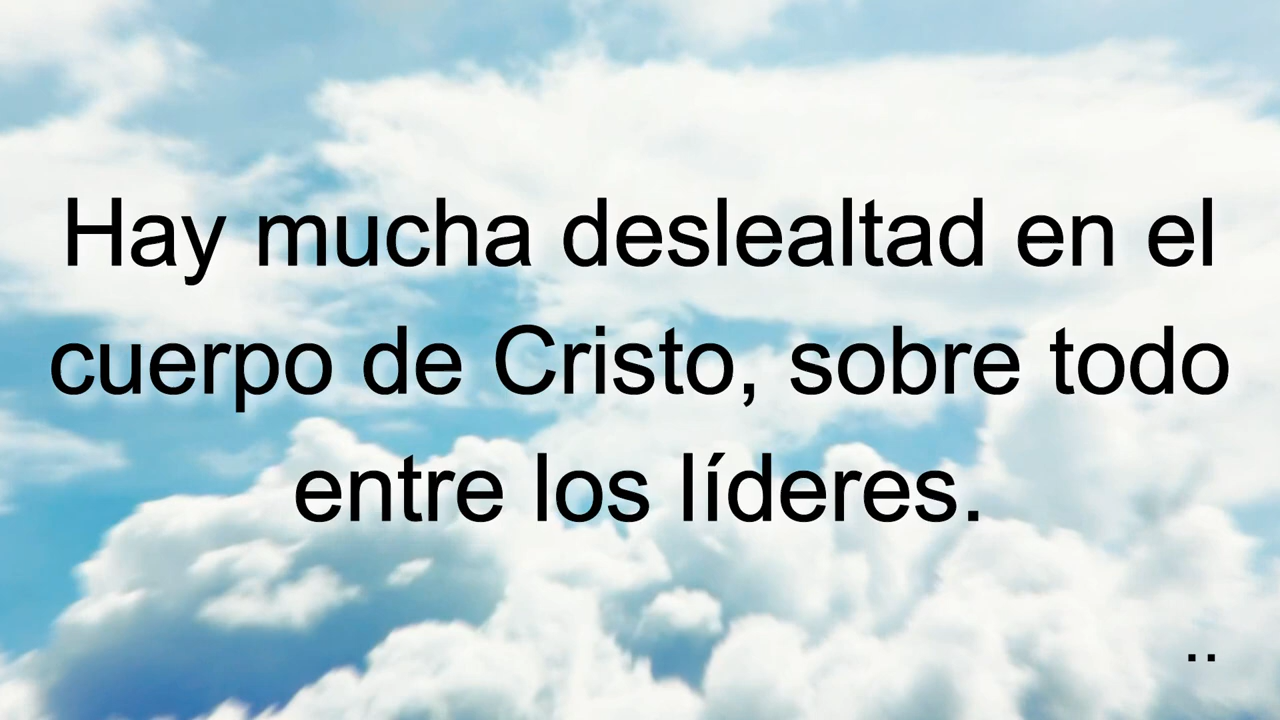 Hay mucha deslealtad en el
cuerpo de Cristo, sobre todo
entre los líderes.
..